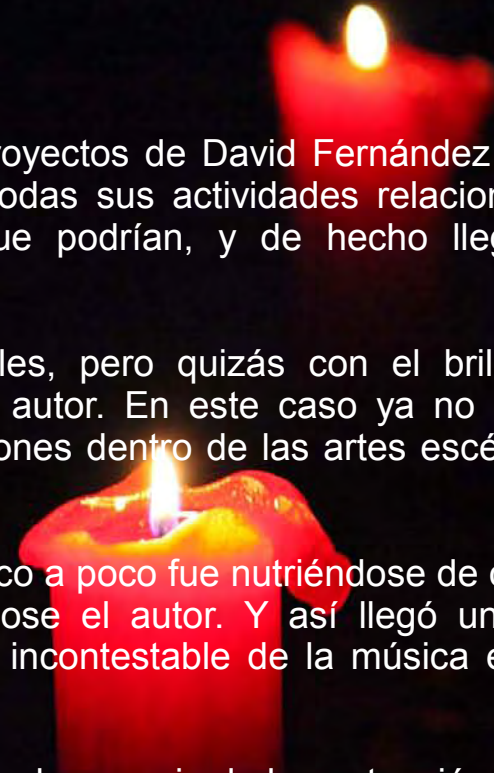 royectos de David Fernández
odas sus actividades relacion
ue podrían, y de hecho lleg
les, pero quizás con el bril
autor. En este caso ya no
ones dentro de las artes escé
co a poco fue nutriéndose de
ose el autor. Y así llegó un
incontestable de la música e